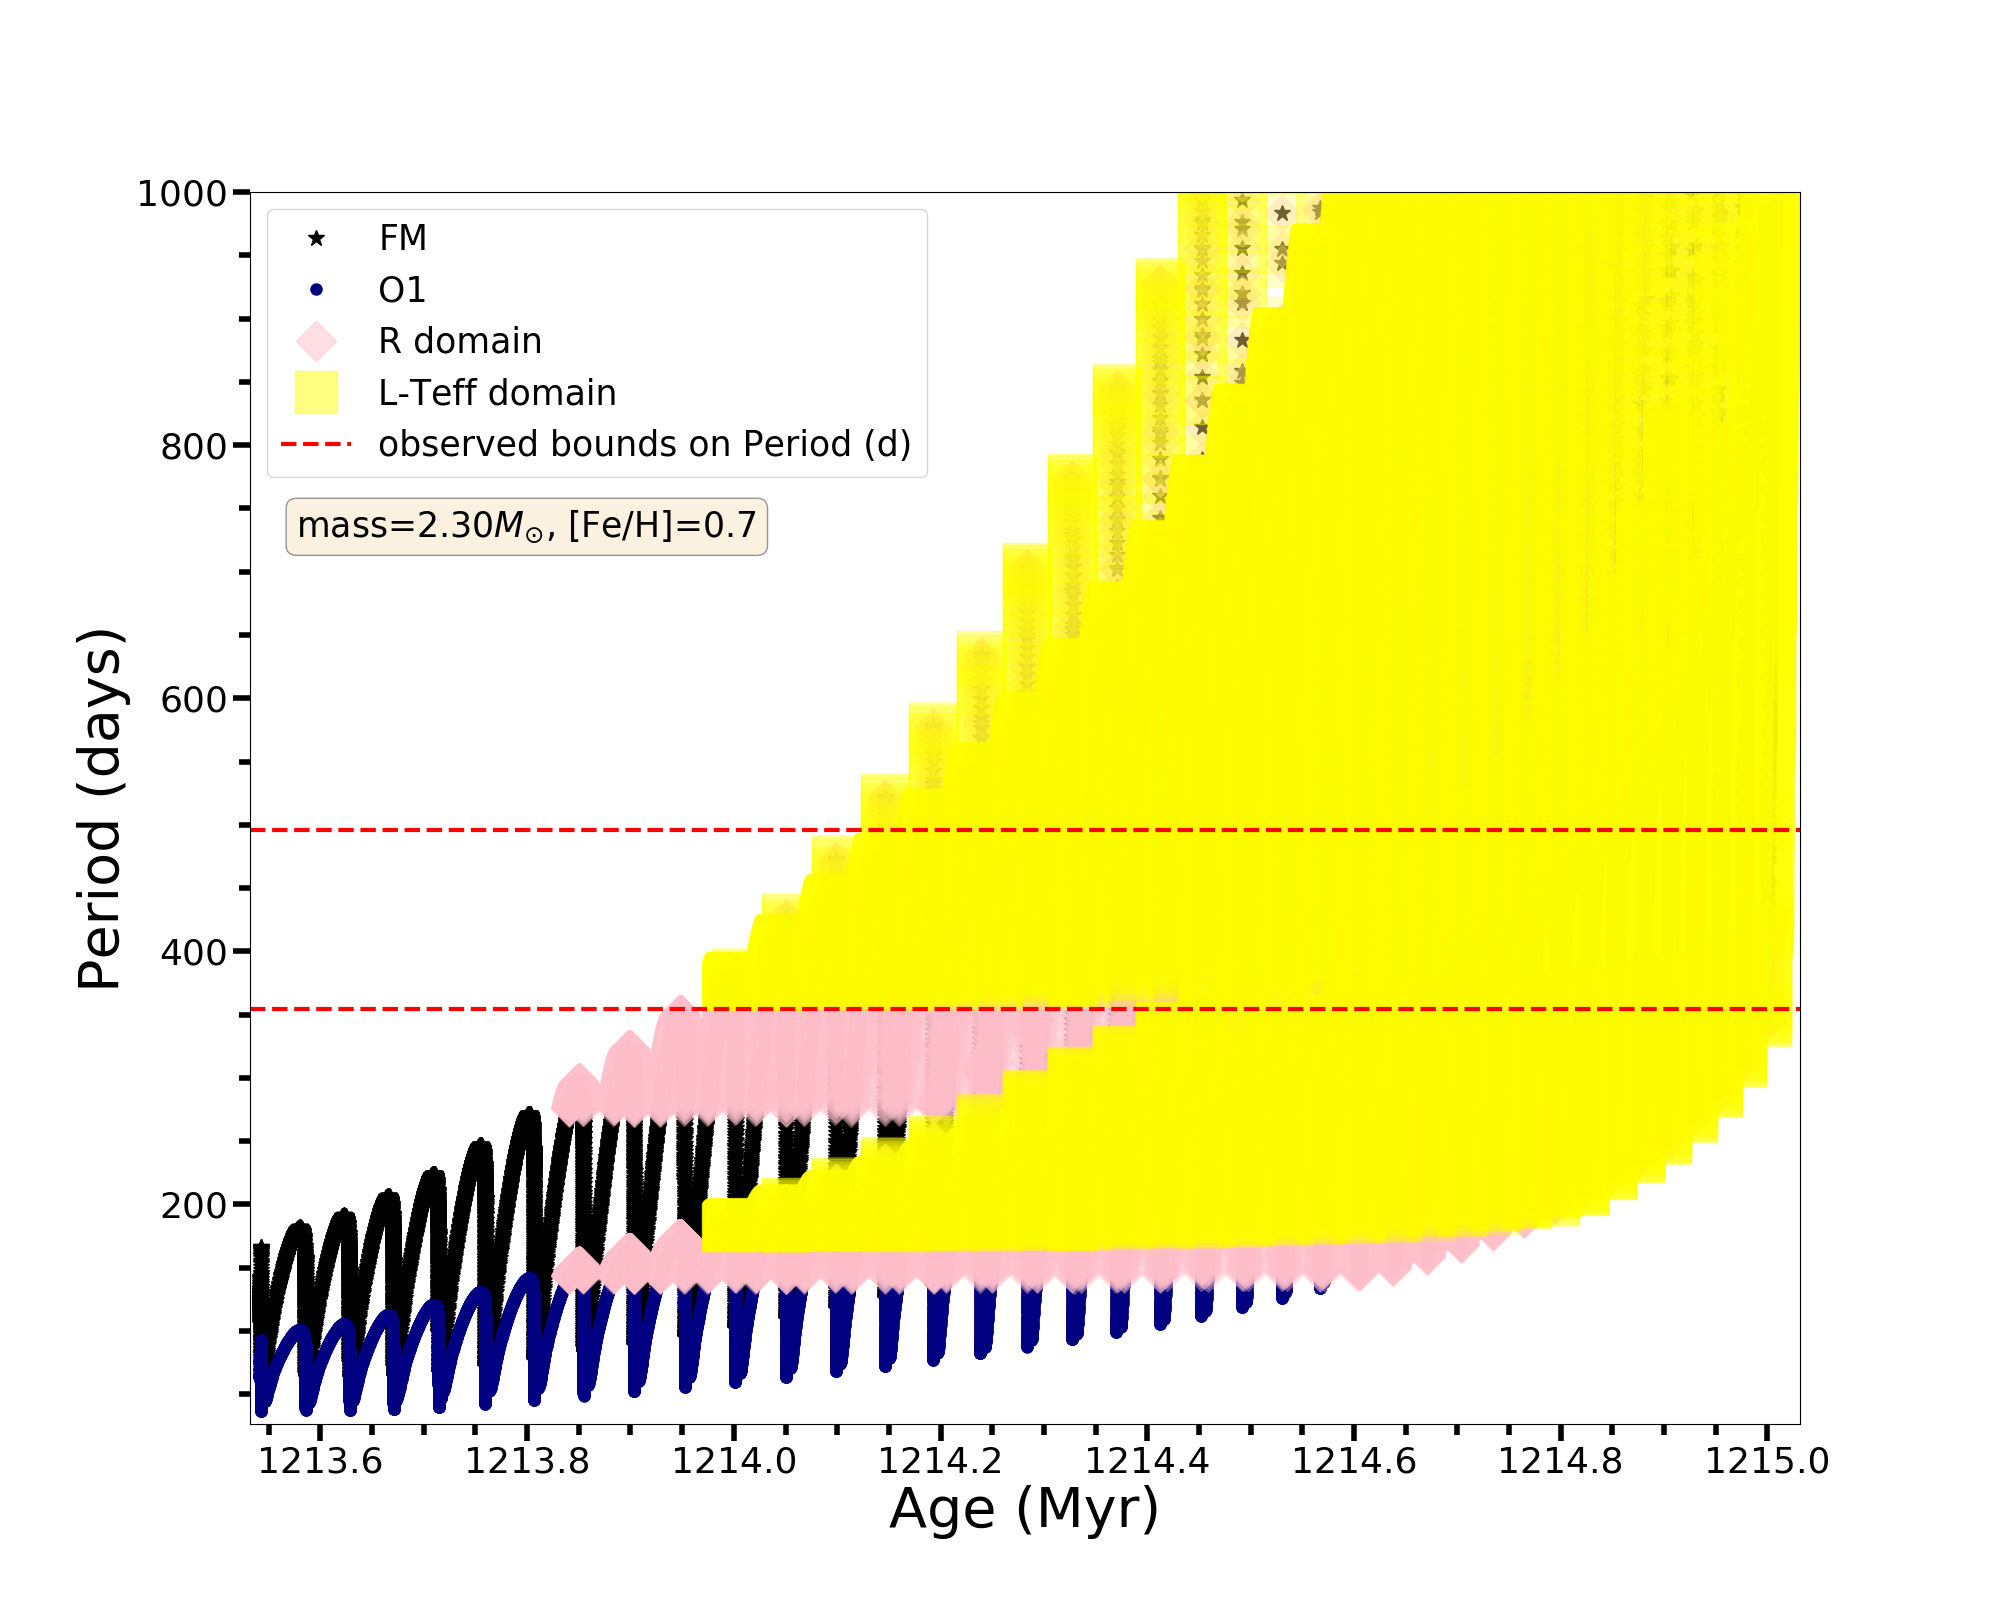 1000
800
600
400
200
Period (days)
FM
O1
R domain
L-Teff domain
observed bounds on Period (d)
mass=2.30M⊙, [Fe/H]=0.7
1213.6 1213.8 1214.0 1214.2 1214.4 1214.6 1214.8 1215.0
Age (Myr)